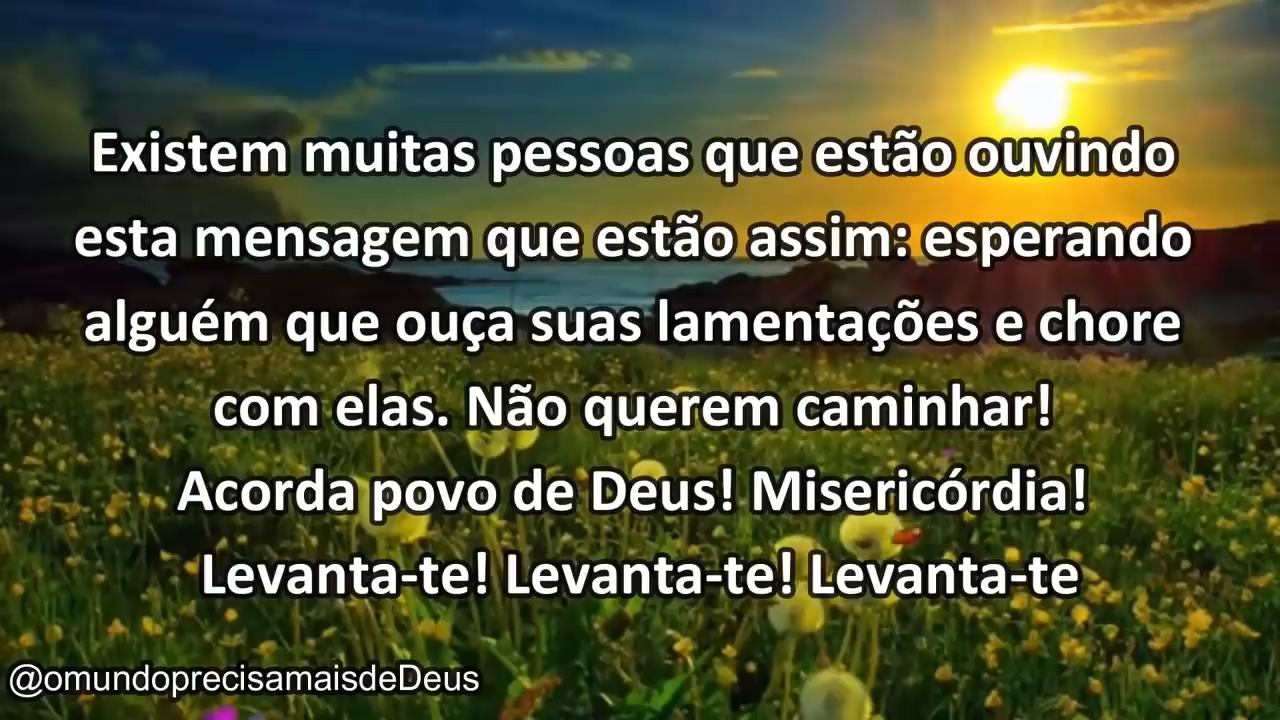 Existem muitas pessoas que estão ouvindo
esta mensagem que estão assim: esperando
alguém que ouça suas lamentações e chore
com elas. Não querem caminhar!
Acorda povo de Deus! Misericórdia!
Levanta-te! Levanta-te! Levanta-te
@omundoprecisamaisdeDeus